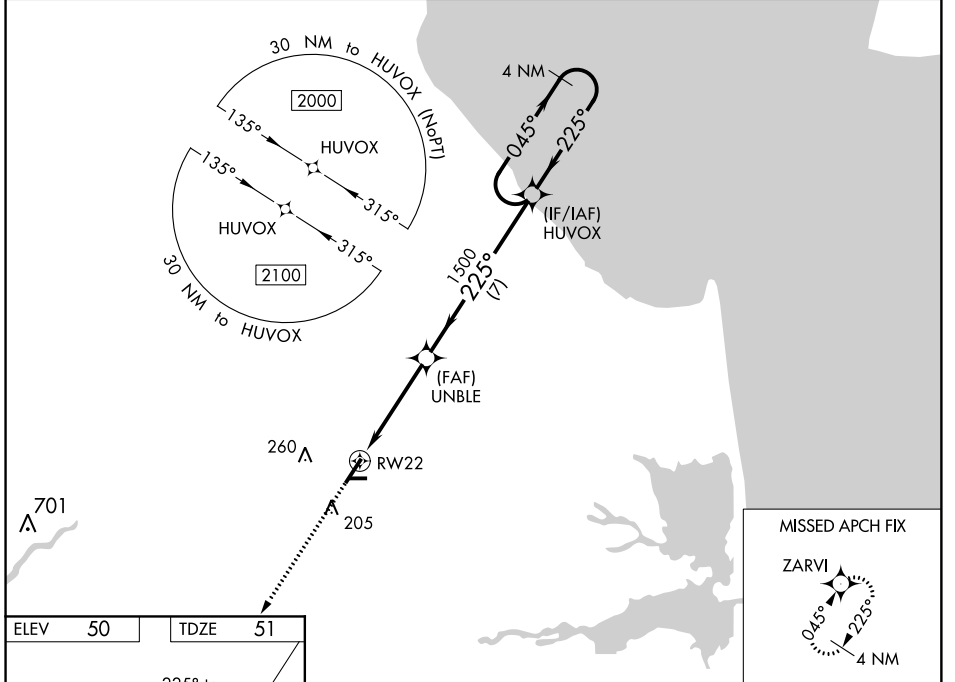 30 NM to HUVOX (NoPT)
2000
135°
HUVOX
315°
135°
HUVOX
315°
2100
30 NM to HUVOX
4 NM
045°
225°
(IF/IAF)
HUVOX
1500
225°
(7)
(FAF)
UNBLE
260
RW22
205
701
MISSED APCH FIX
ZARVI
045°
225°
4 NM
ELEV 50
TDZE 51